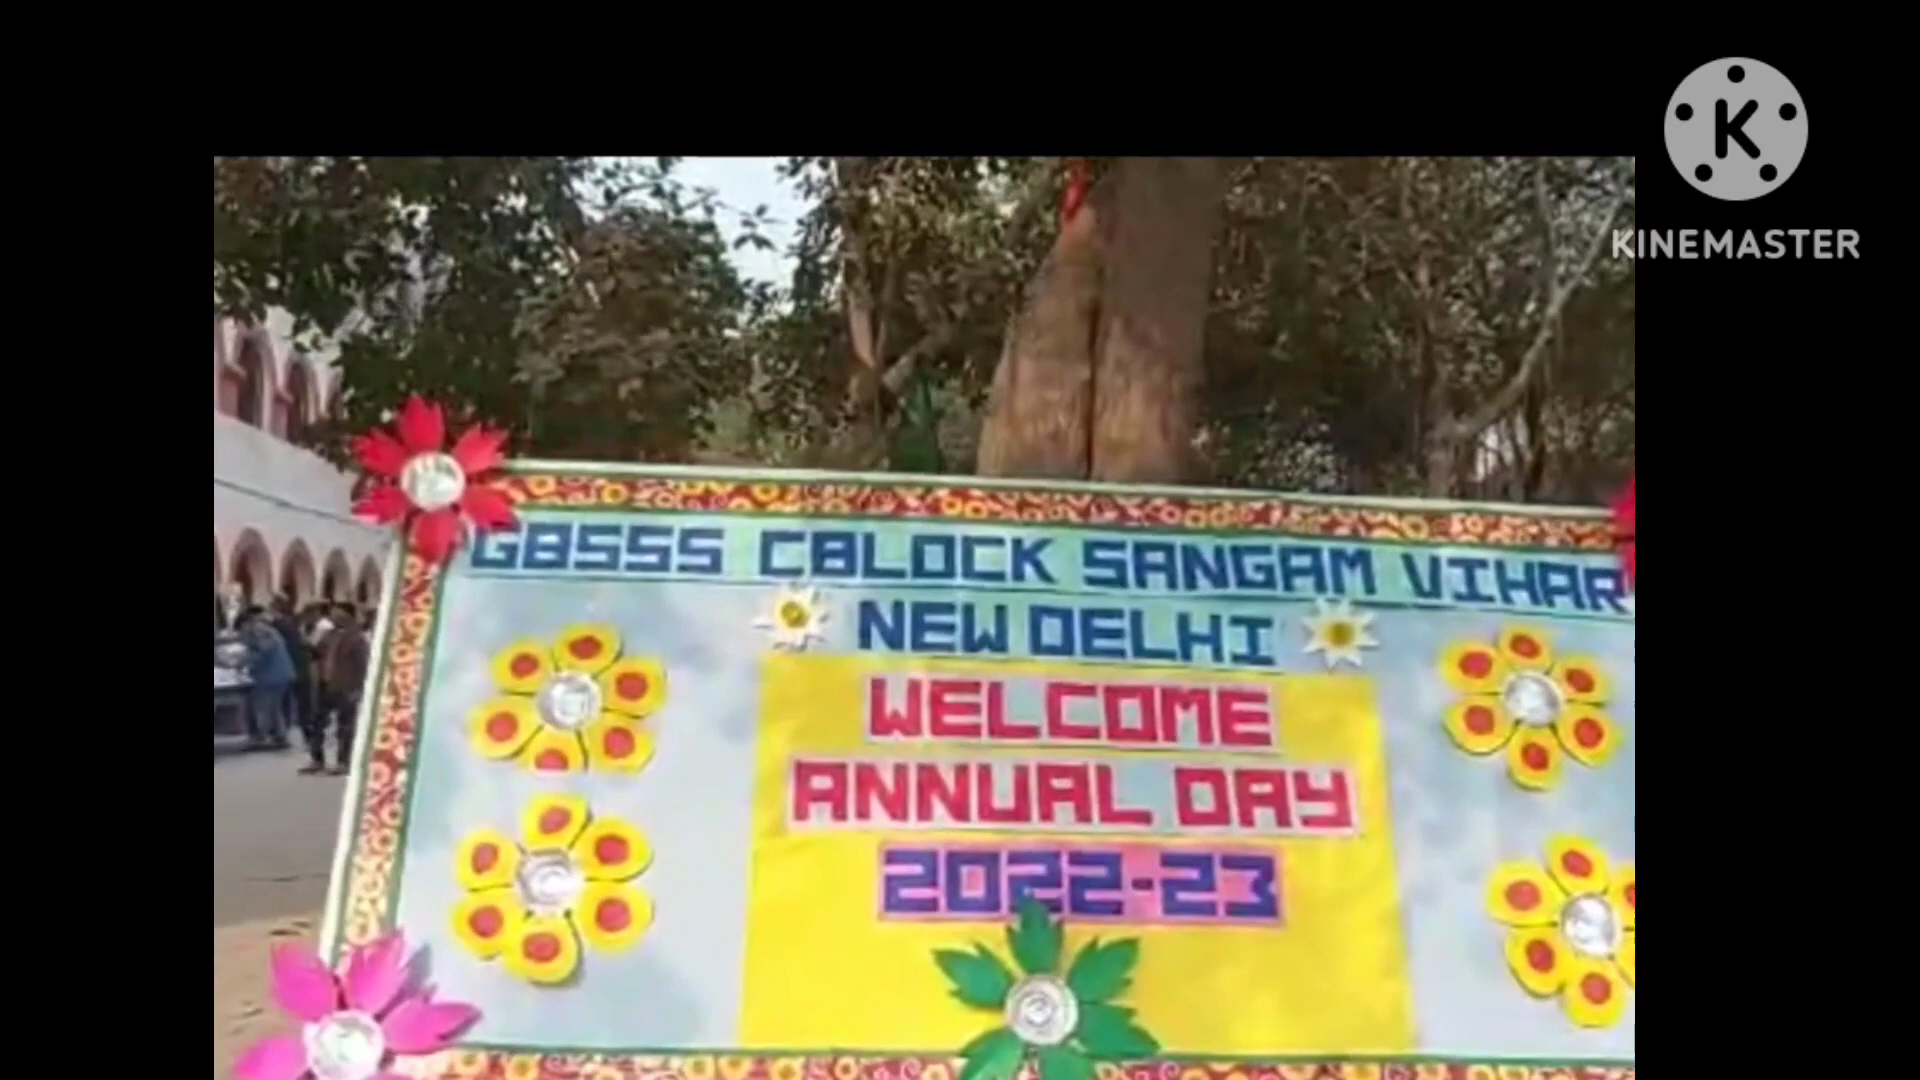 K
KINEMASTER
GBSSS CBLOCK SANGAM VIHAR
NEW DELHI
WELCOME
ANNUAL DAY
2022-23